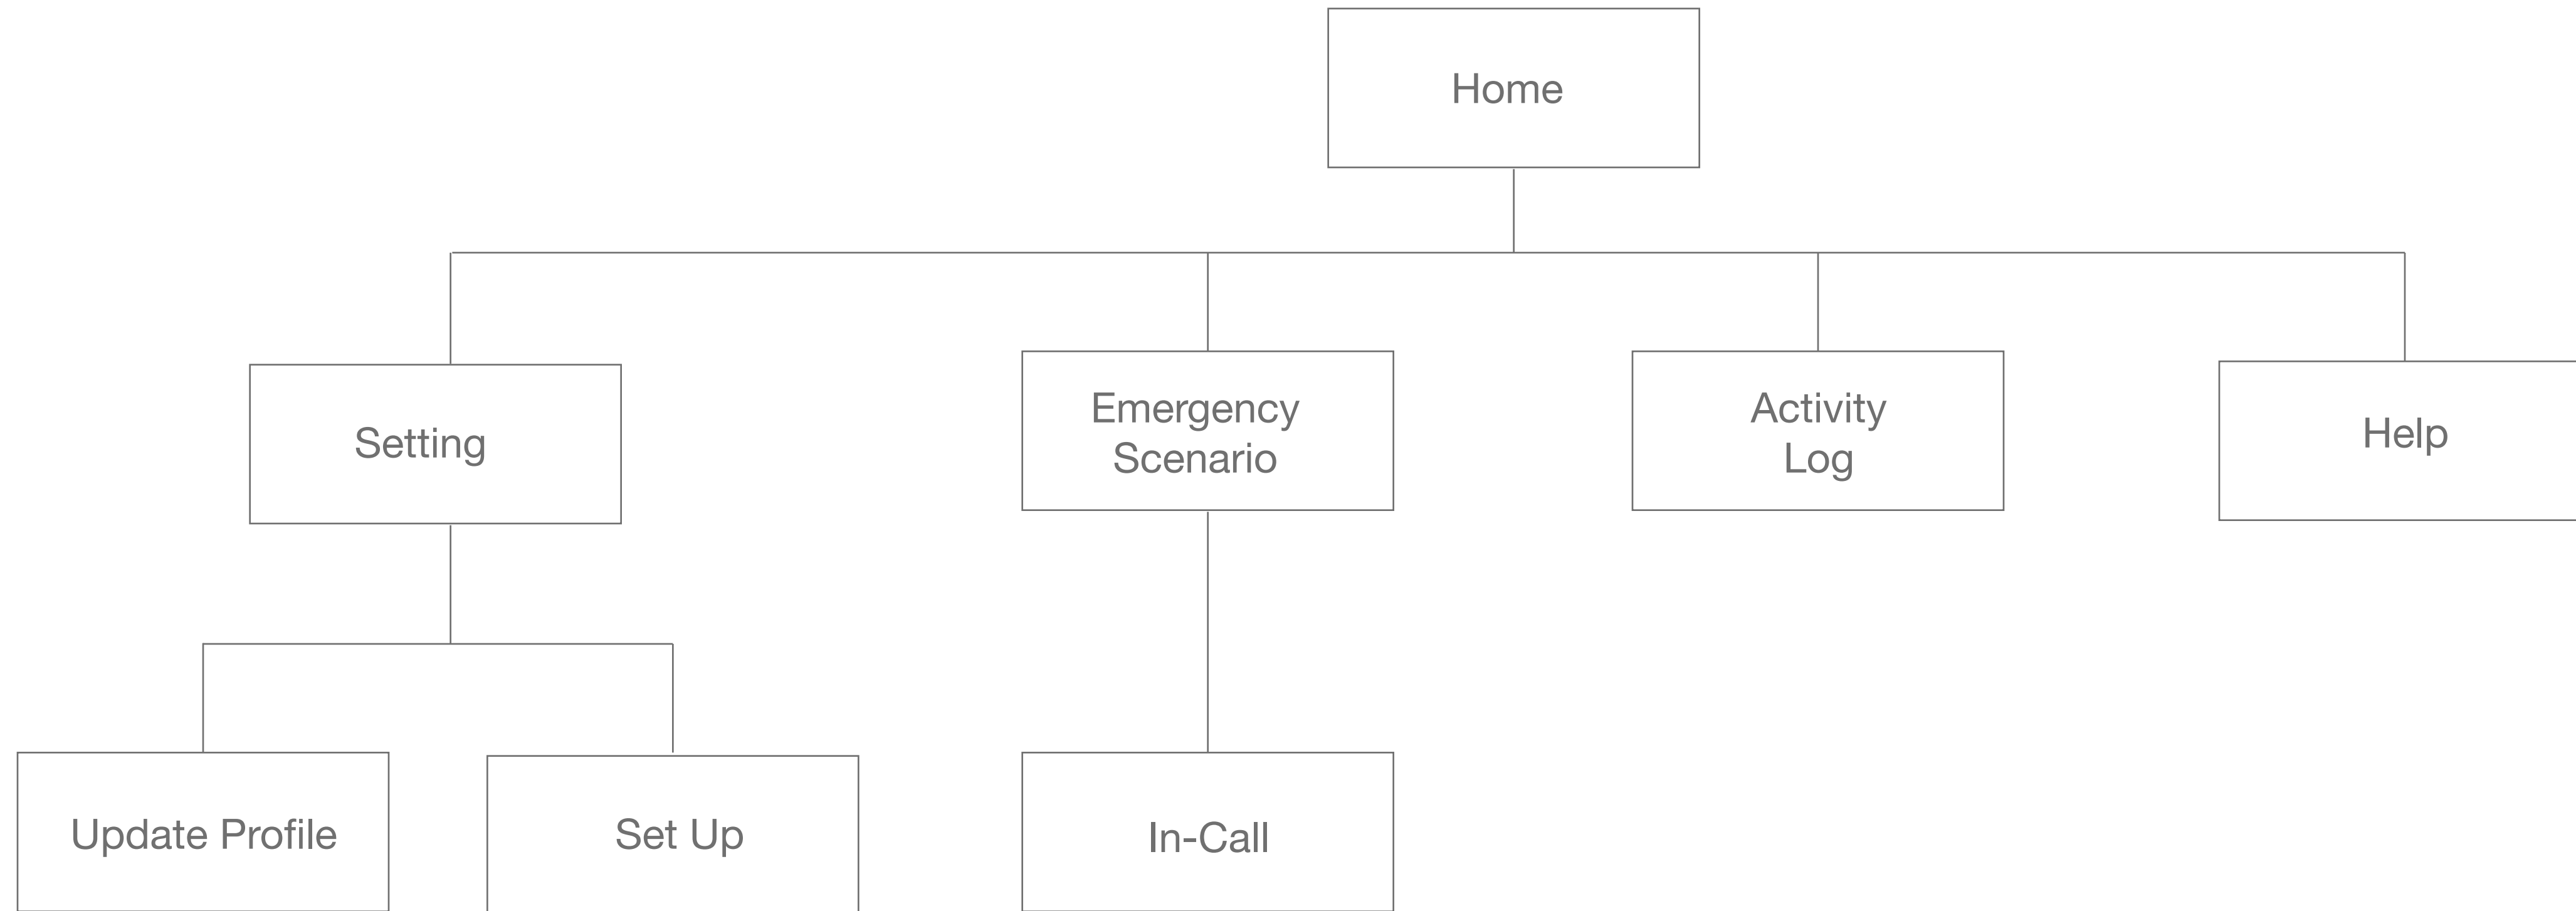 Home
Setting
Emergency
Scenario
Activity
Log
Help
Update Profile
Set Up
In-Call